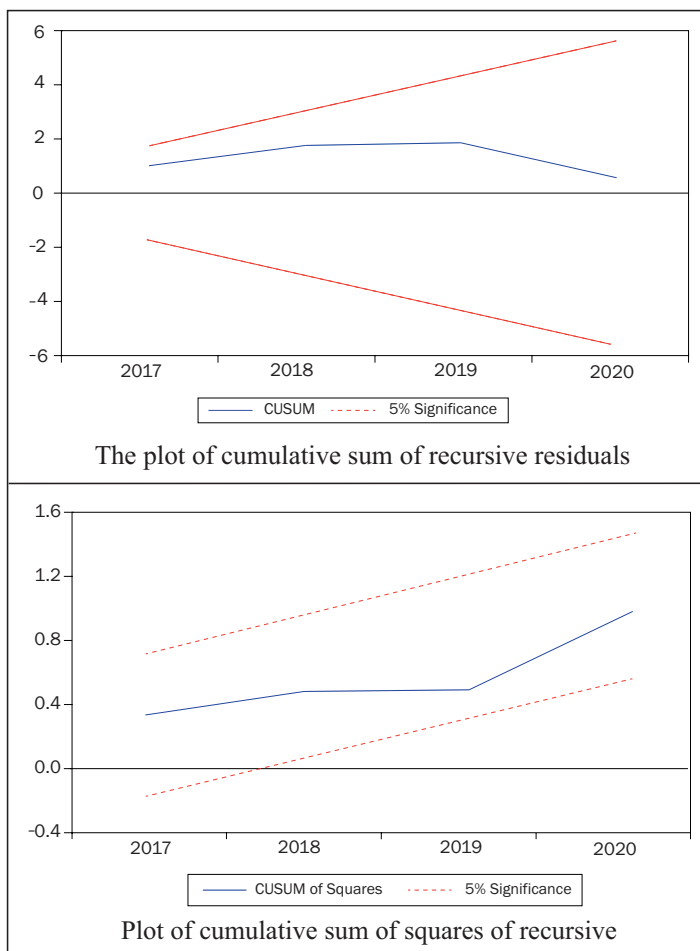 6
4
2
0
-2
-4
-6
2017 2018 2019 2020
CUSUM 5% Significance
The plot of cumulative sum of recursive residuals
1.6
1.2
0.8
0.4
0.0
-0.4
2017 2018 2019 2020
CUSUM of Squares 5% Significance
Plot of cumulative sum of squares of recursive